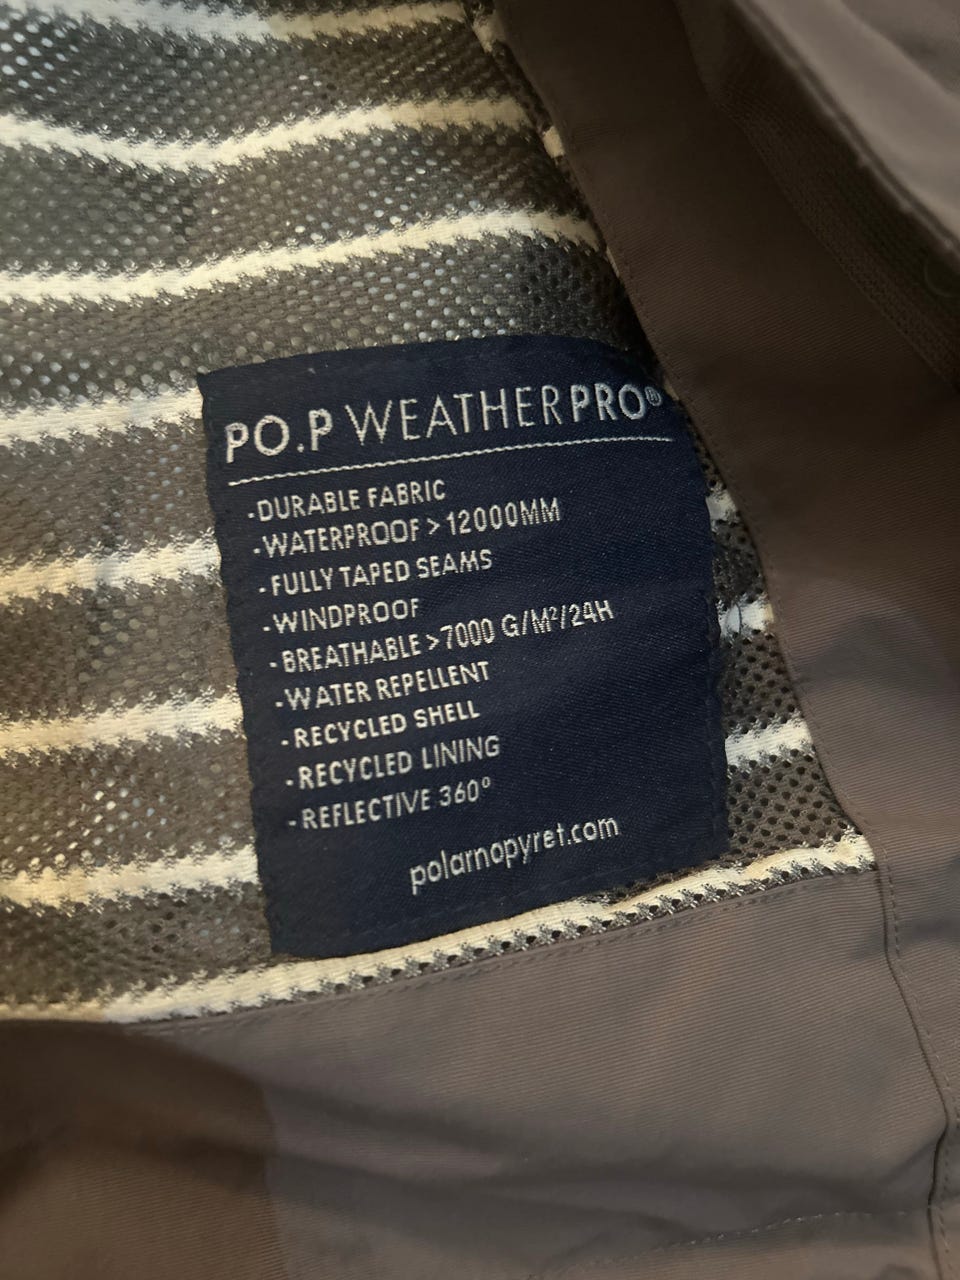 PO.P WEATHERPRO®
-DURABLE FABRIC
-WATERPROOF >12000MM
-FULLY TAPED SEAMS
-WINDPROOF
-BREATHABLE >7000 G/M²/24H
-WATER REPELLENT
-RECYCLED SHELL
-RECYCLED LINING
-REFLECTIVE 360°
polarnopyret.com